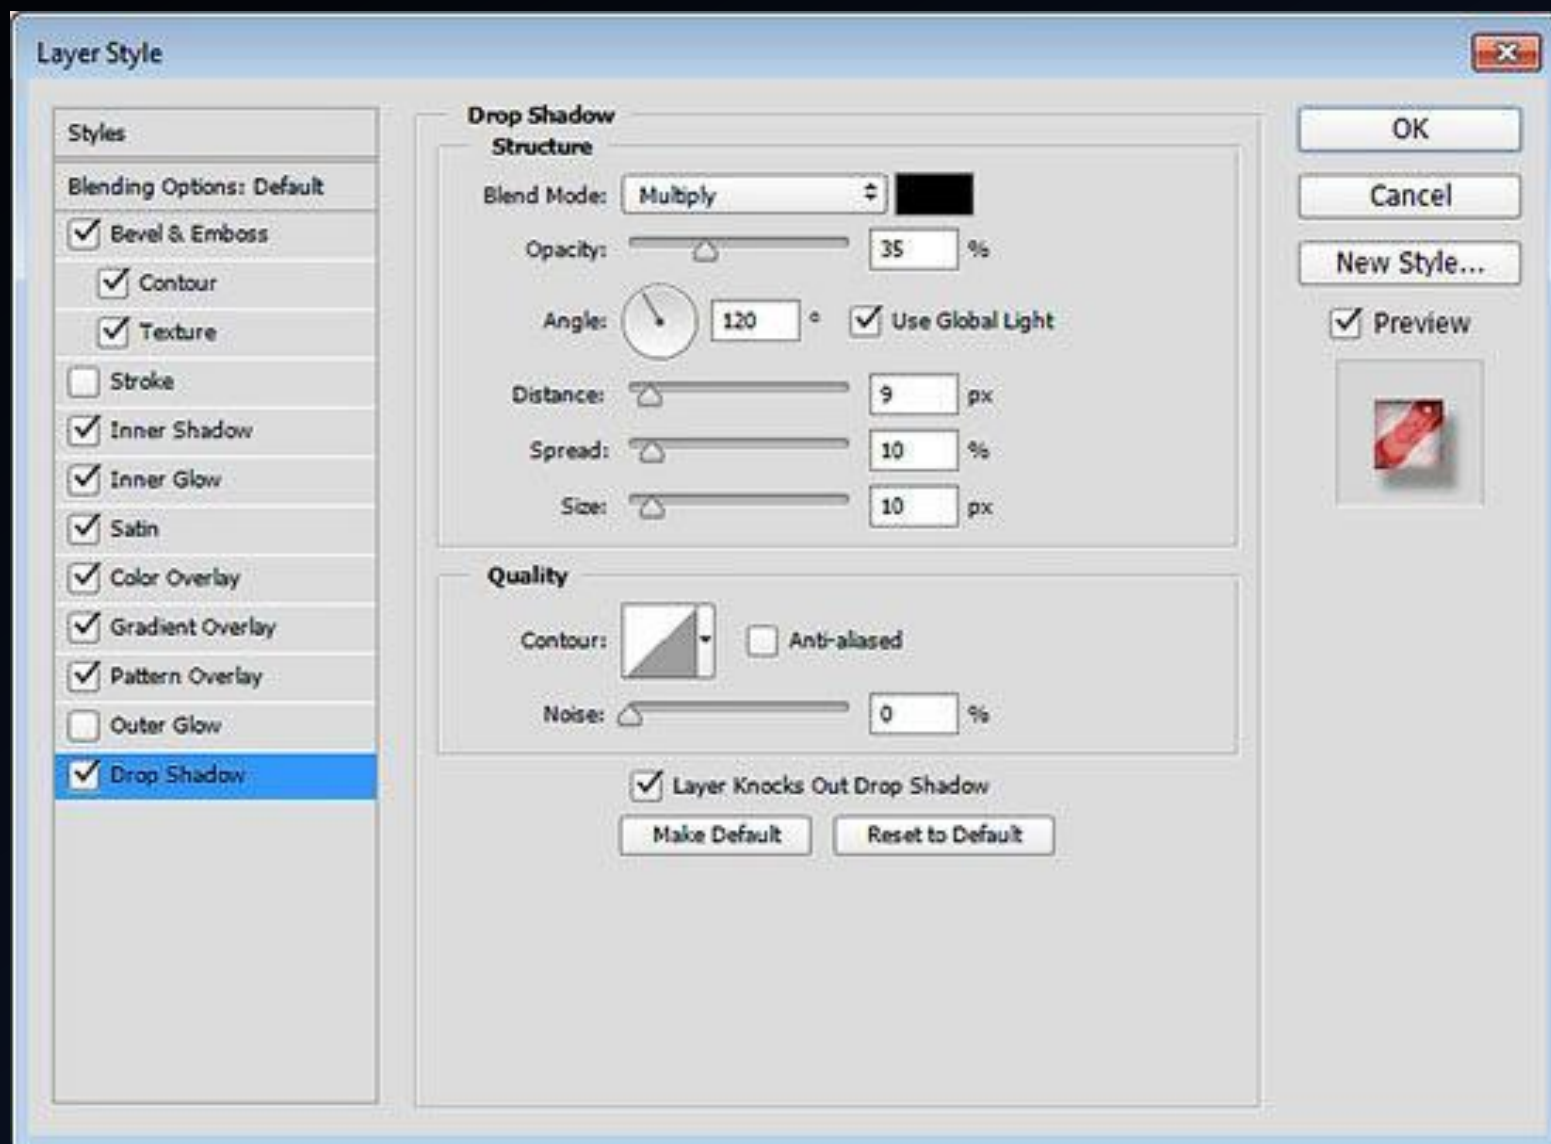 Layer Style
Styles
Blending Options: Default
Bevel & Emboss
Contour
Texture
Stroke
Inner Shadow
Inner Glow
Satin
Color Overlay
Gradient Overlay
Pattern Overlay
Outer Glow
Drop Shadow
Drop Shadow
Structure
Blend Mode: Multiply
Opacity: 35 %
Angle: 120 ° Use Global Light
Distance: 9 px
Spread: 10 %
Size: 10 px
Quality
Contour: Anti-aliased
Noise: 0 %
Layer Knocks Out Drop Shadow
Make Default Reset to Default
OK
Cancel
New Style...
Preview